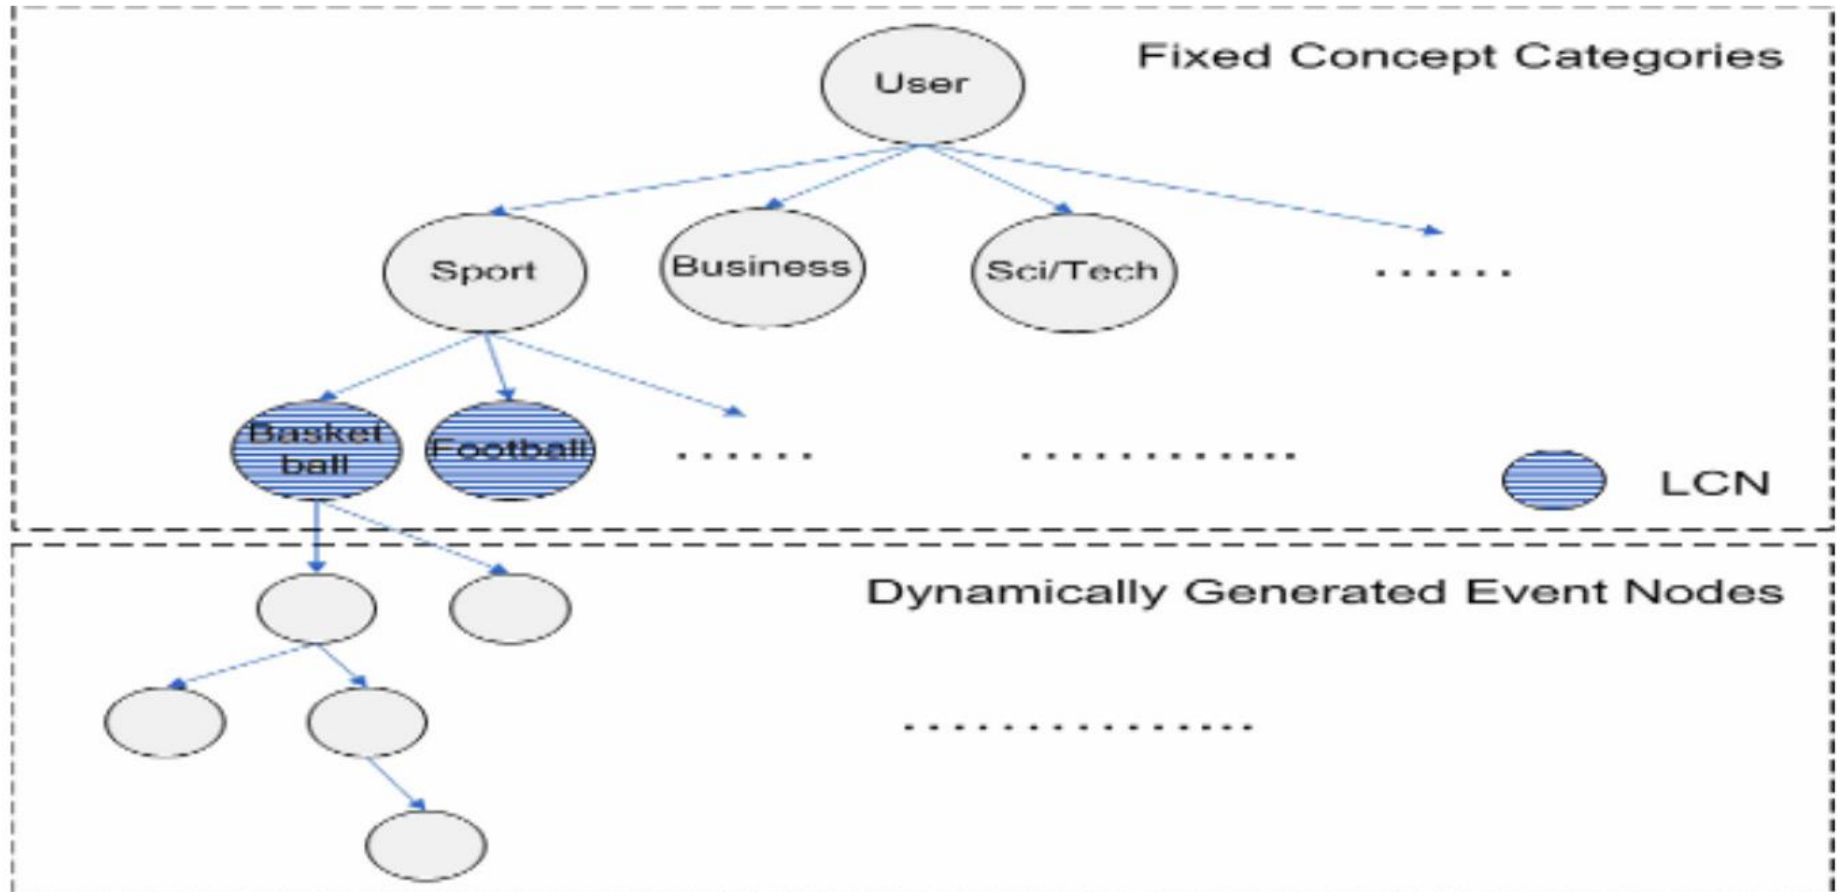 Fixed Concept Categories
User
Sport
Business
Sci/Tech
......
Basket
ball
Football
......
............
LCN
Dynamically Generated Event Nodes
...............